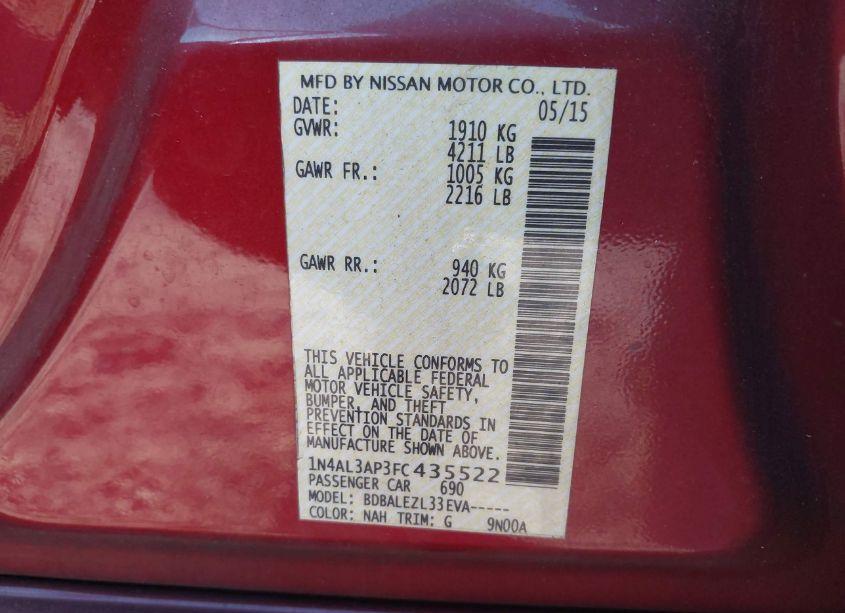 MFD BY NISSAN MOTOR CO., LTD.
DATE: 05/15
GVWR: 1910 KG
4211 LB
GAWR FR.: 1005 KG
2216 LB
GAWR RR.: 940 KG
2072 LB
THIS VEHICLE CONFORMS TO
ALL APPLICABLE FEDERAL
MOTOR VEHICLE SAFETY,
BUMPER, AND THEFT
PREVENTION STANDARDS IN
EFFECT ON THE DATE OF
MANUFACTURE SHOWN ABOVE.
1N4AL3AP3FC435522
PASSENGER CAR 690
MODEL: BDBALEZL33EVA-----
COLOR: NAH TRIM: G 9N00A